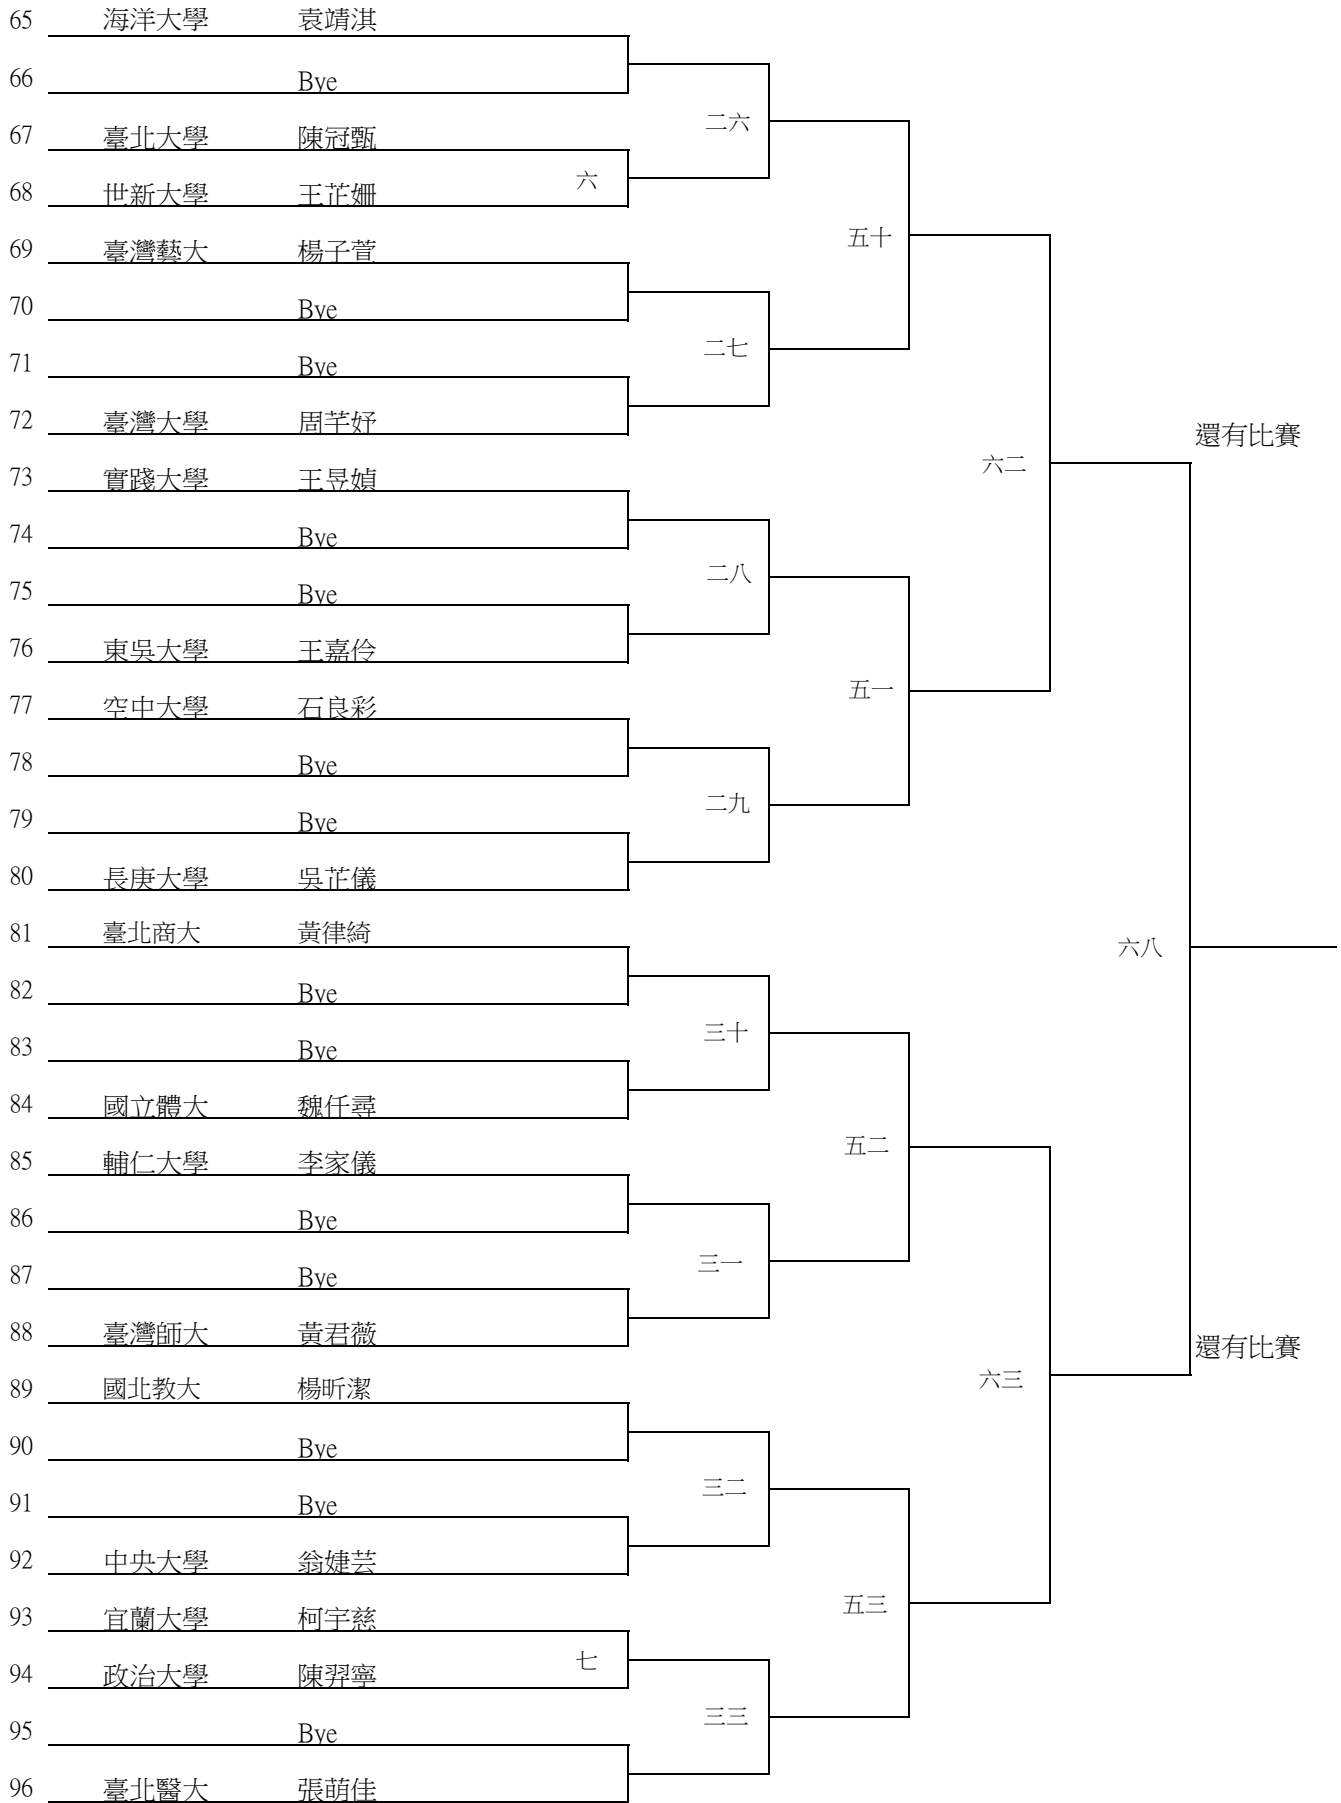 65 海洋大學 袁靖淇
66 Bye
二六
67 臺北大學 陳冠甄
六
68 世新大學 王芷姍
五十
69 臺灣藝大 楊子萱
70 Bye
二七
71 Bye
72 臺灣大學 周芊妤
還有比賽
六二
73 實踐大學 王昱媜
74 Bye
二八
75 Bye
76 東吳大學 王嘉伶
五一
77 空中大學 石良彩
78 Bye
二九
79 Bye
80 長庚大學 吳芷儀
81 臺北商大 黃律綺
六八
82 Bye
三十
83 Bye
84 國立體大 魏仟尋
五二
85 輔仁大學 李家儀
86 Bye
三一
87 Bye
88 臺灣師大 黃君薇
還有比賽
六三
89 國北教大 楊昕潔
90 Bye
三二
91 Bye
92 中央大學 翁婕芸
五三
93 宜蘭大學 柯宇慈
七
94 政治大學 陳羿寧
三三
95 Bye
96 臺北醫大 張萌佳